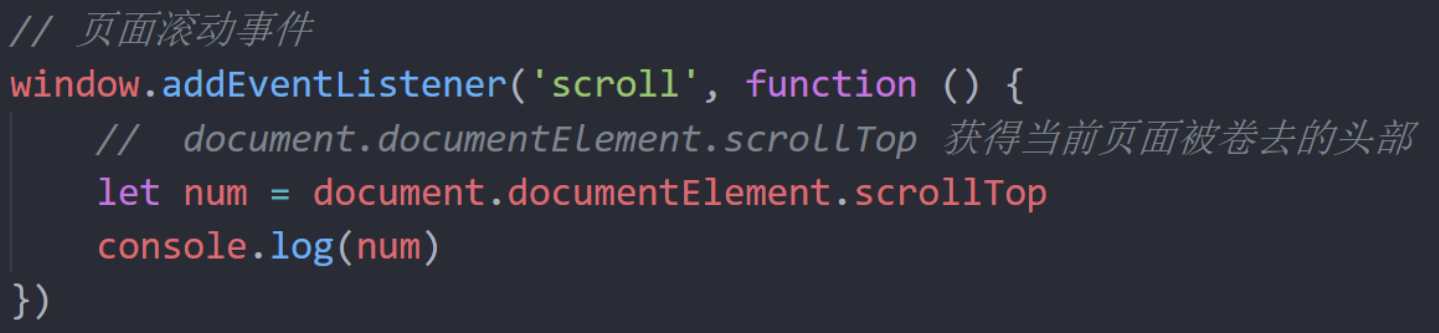 // 页面滚动事件
window.addEventListener('scroll', function () {
    //  document.documentElement.scrollTop 获得当前页面被卷去的头部
    let num = document.documentElement.scrollTop
    console.log(num)
})